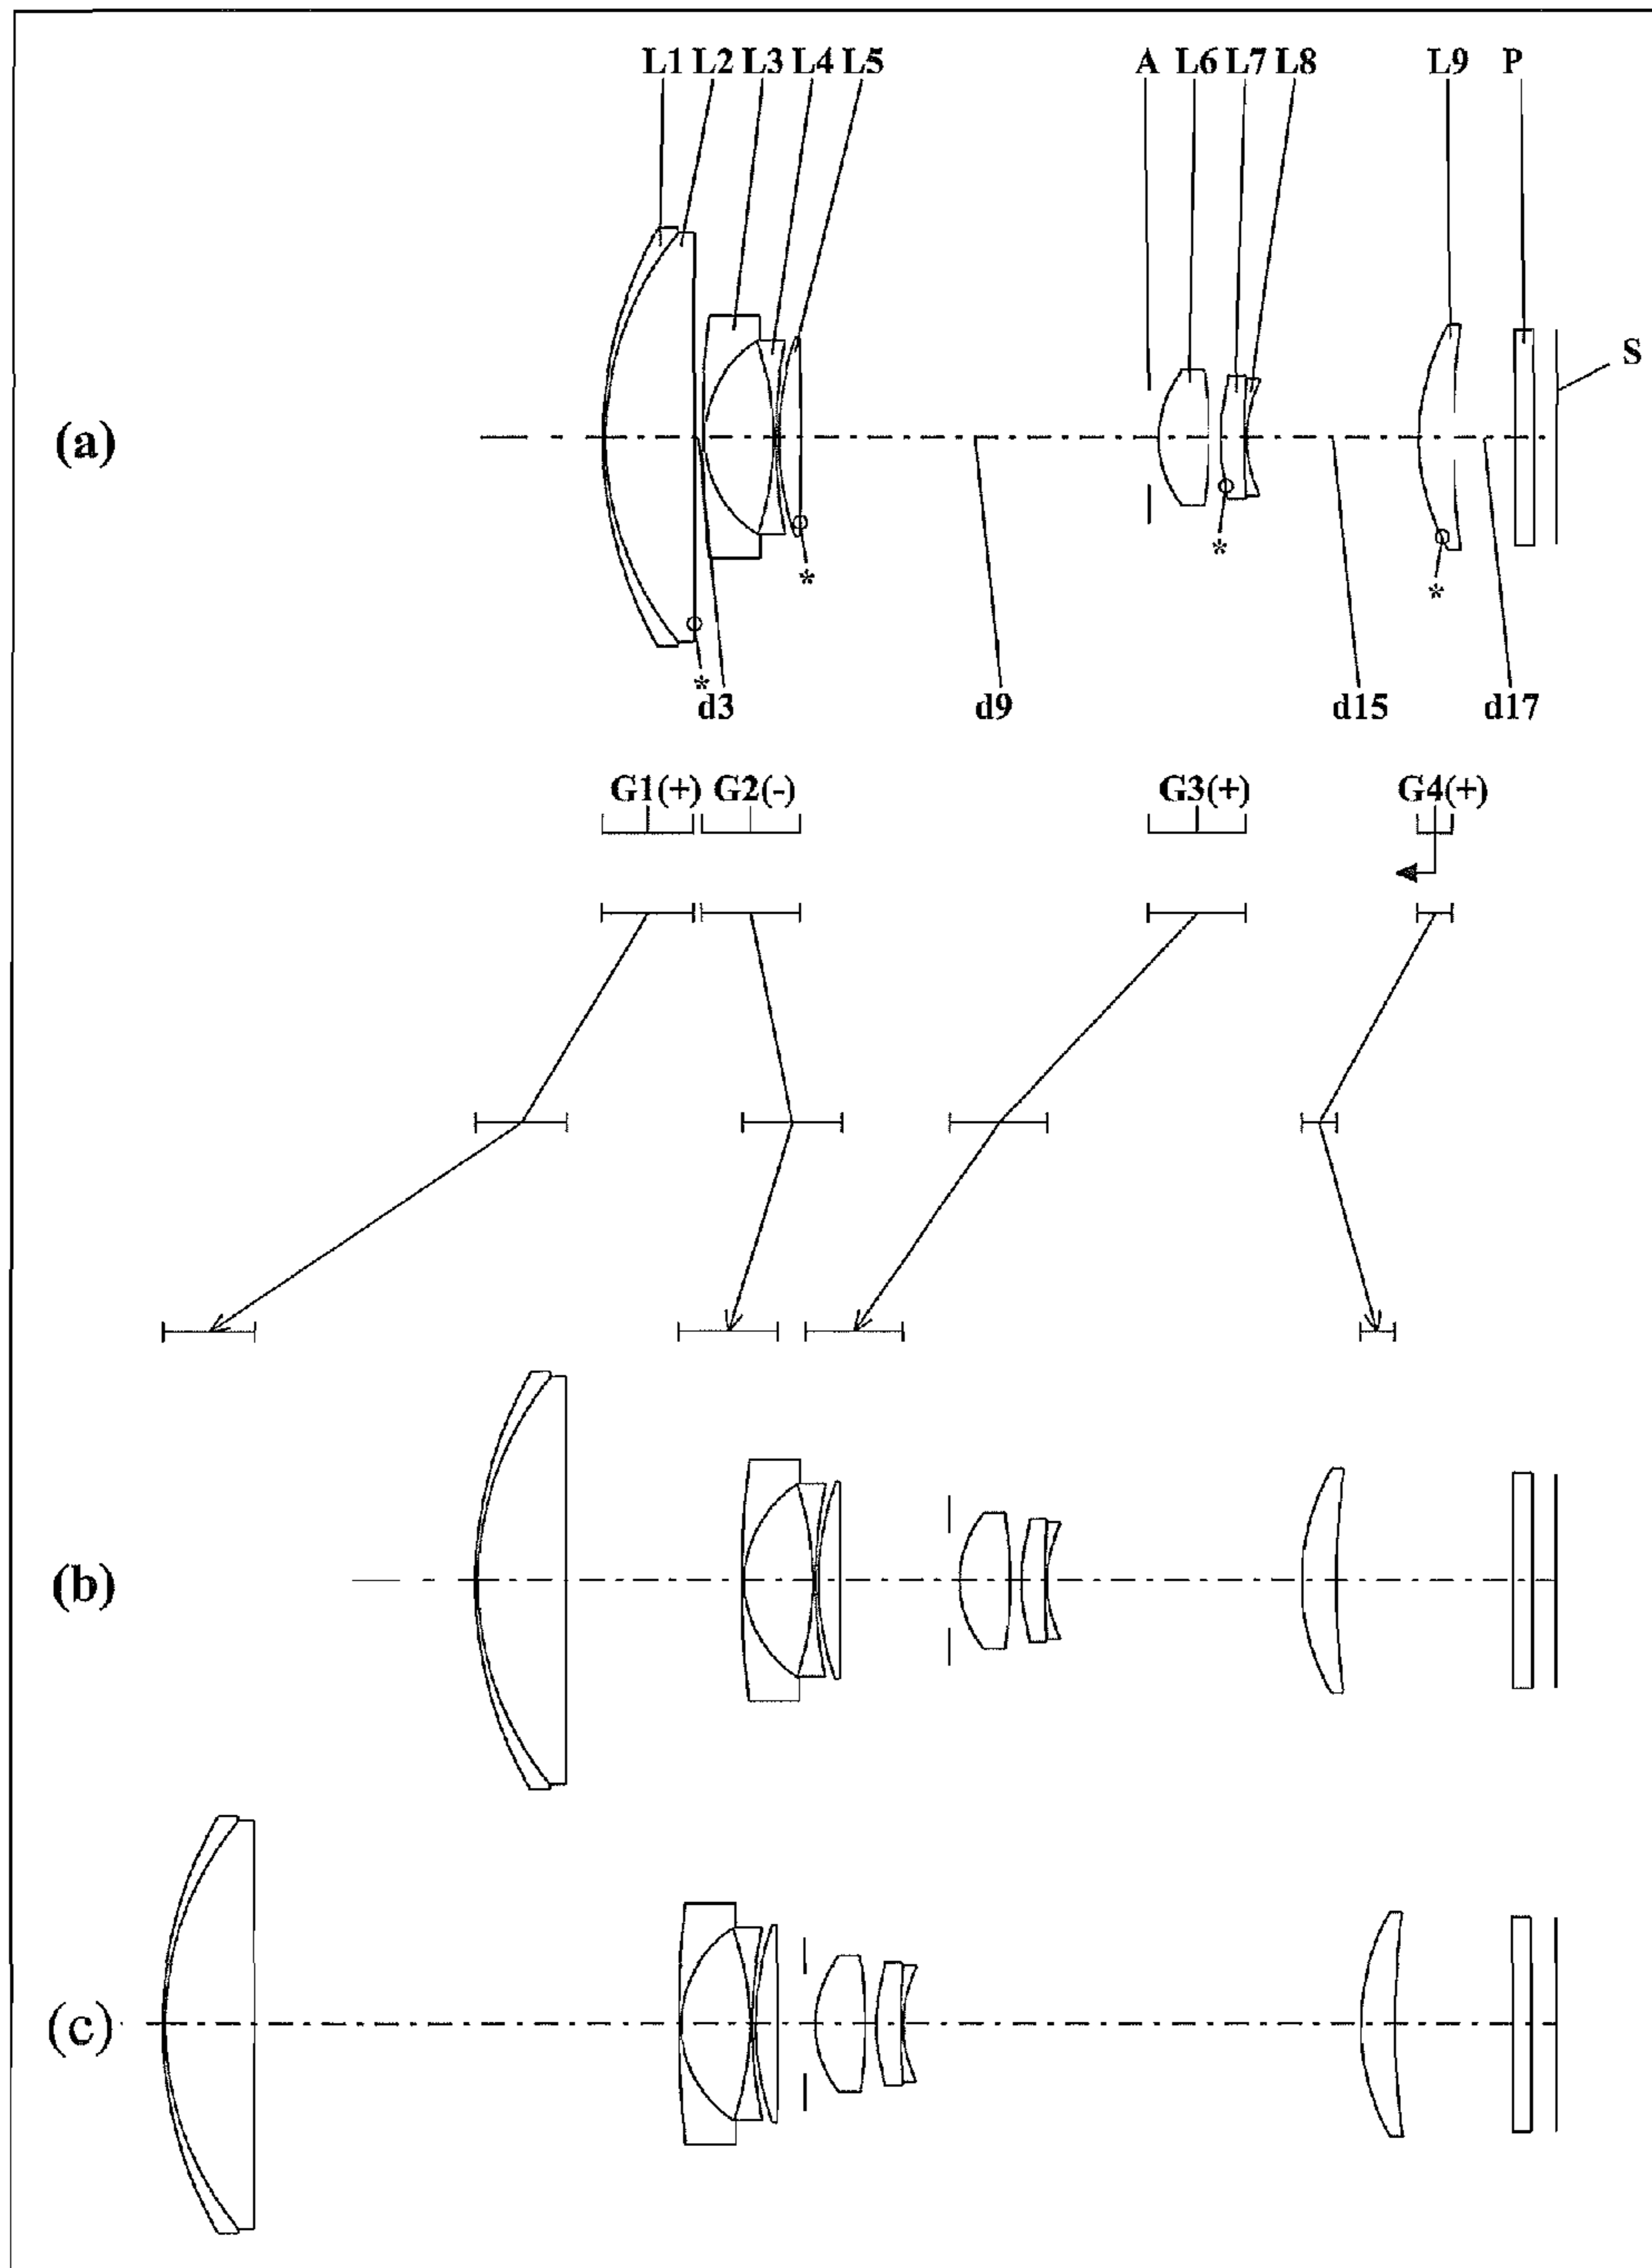 L1 L2 L3 L4 L5 A L6 L7 L8 L9 P
S
(a)
*
*
*
*
d3 d9 d15 d17
G1(+) G2(-) G3(+) G4(+)
(b)
(c)